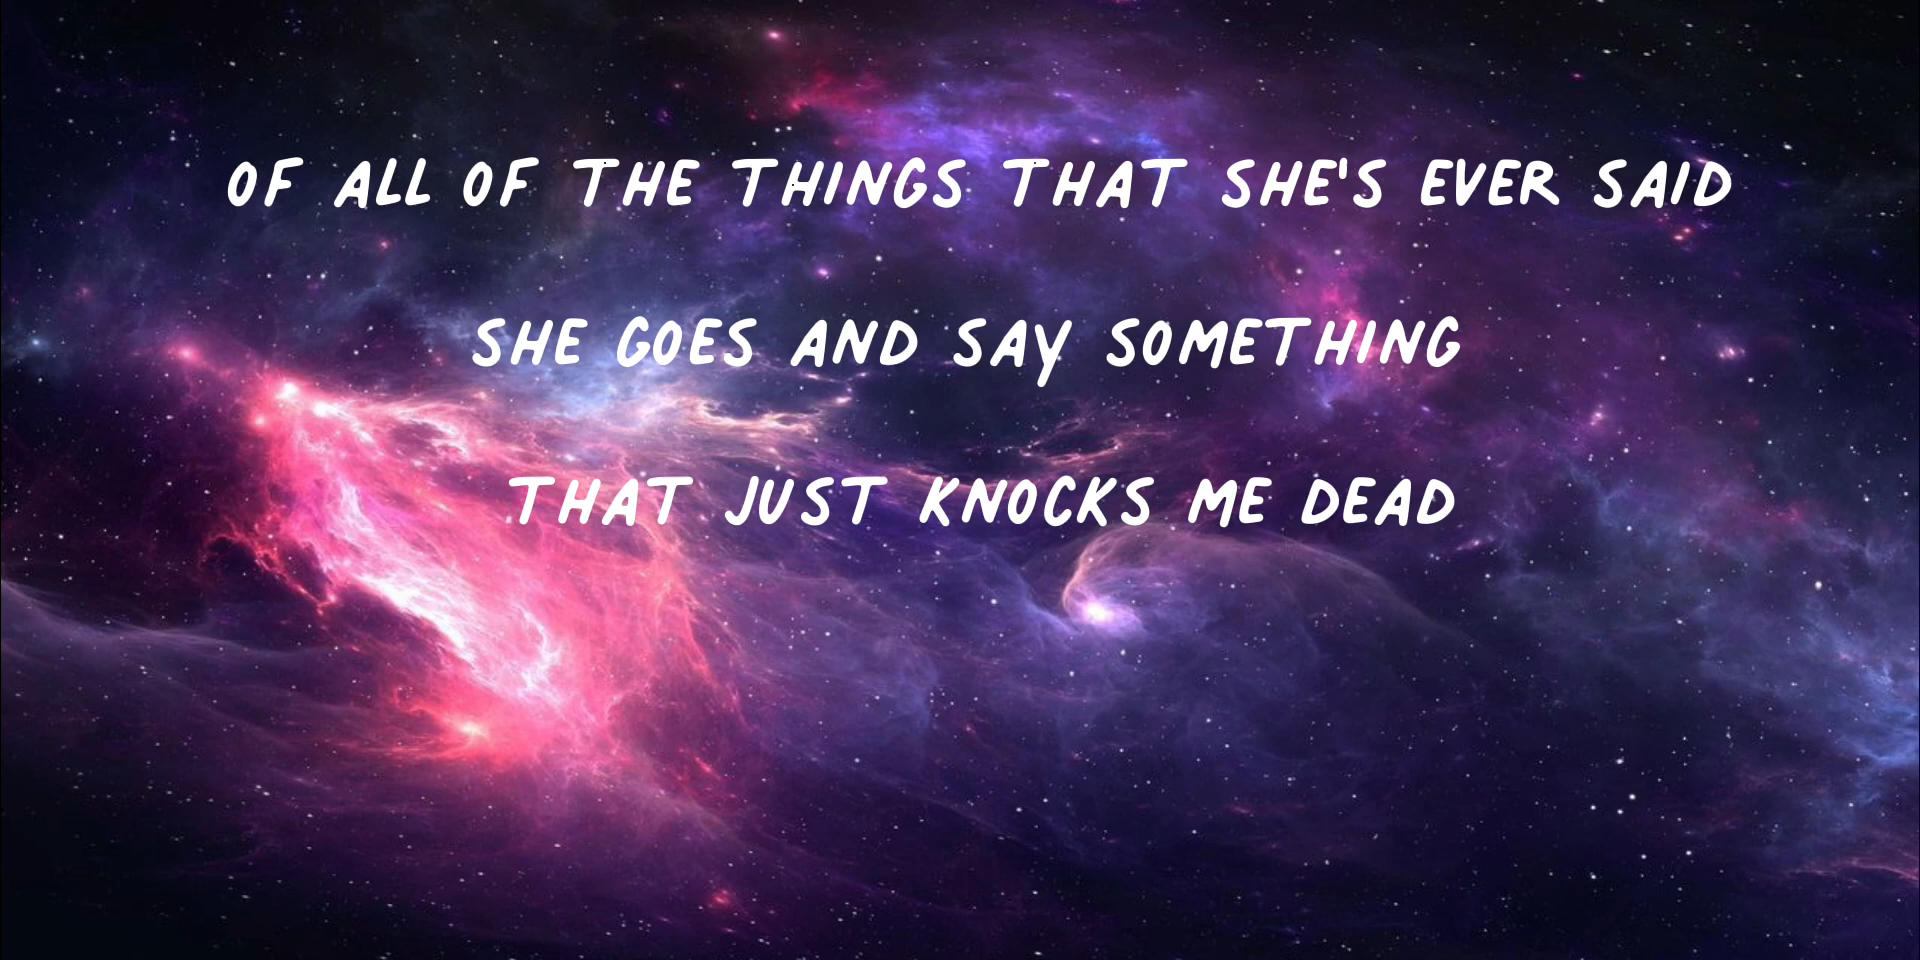 OF ALL OF THE THINGS THAT SHE'S EVER SAID
SHE GOES AND SAY SOMETHING
THAT JUST KNOCKS ME DEAD